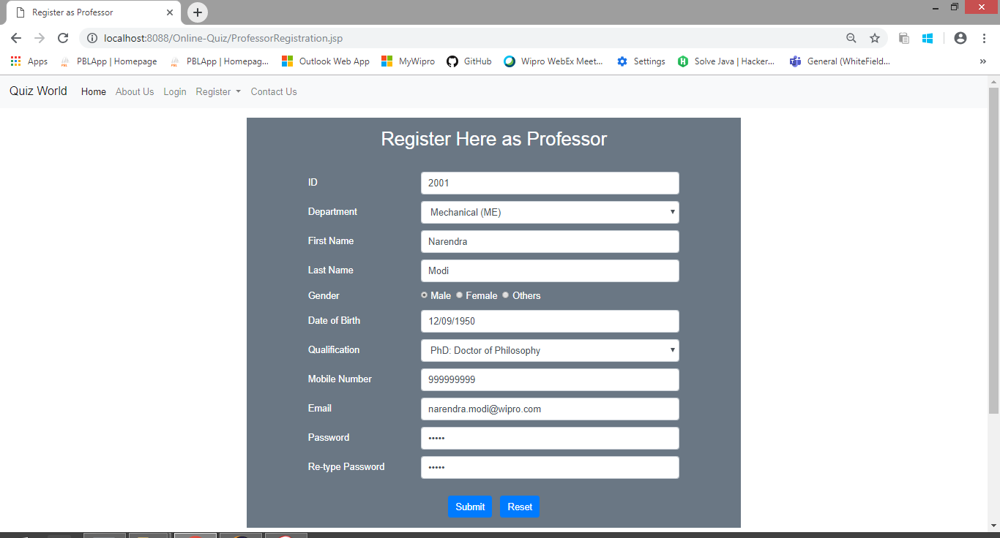 Register as Professor
localhost:8088/Online-Quiz/ProfessorRegistration.jsp
Apps PBLApp | Homepage PBLApp | Homepag... Outlook Web App MyWipro GitHub Wipro WebEx Meet... Settings Solve Java | Hacker... General (WhiteField... »
Quiz World Home About Us Login Register Contact Us
Register Here as Professor
ID 2001
Department Mechanical (ME)
First Name Narendra
Last Name Modi
Gender Male Female Others
Date of Birth 12/09/1950
Qualification PhD: Doctor of Philosophy
Mobile Number 999999999
Email narendra.modi@wipro.com
Password •••••
Re-type Password •••••
Submit Reset